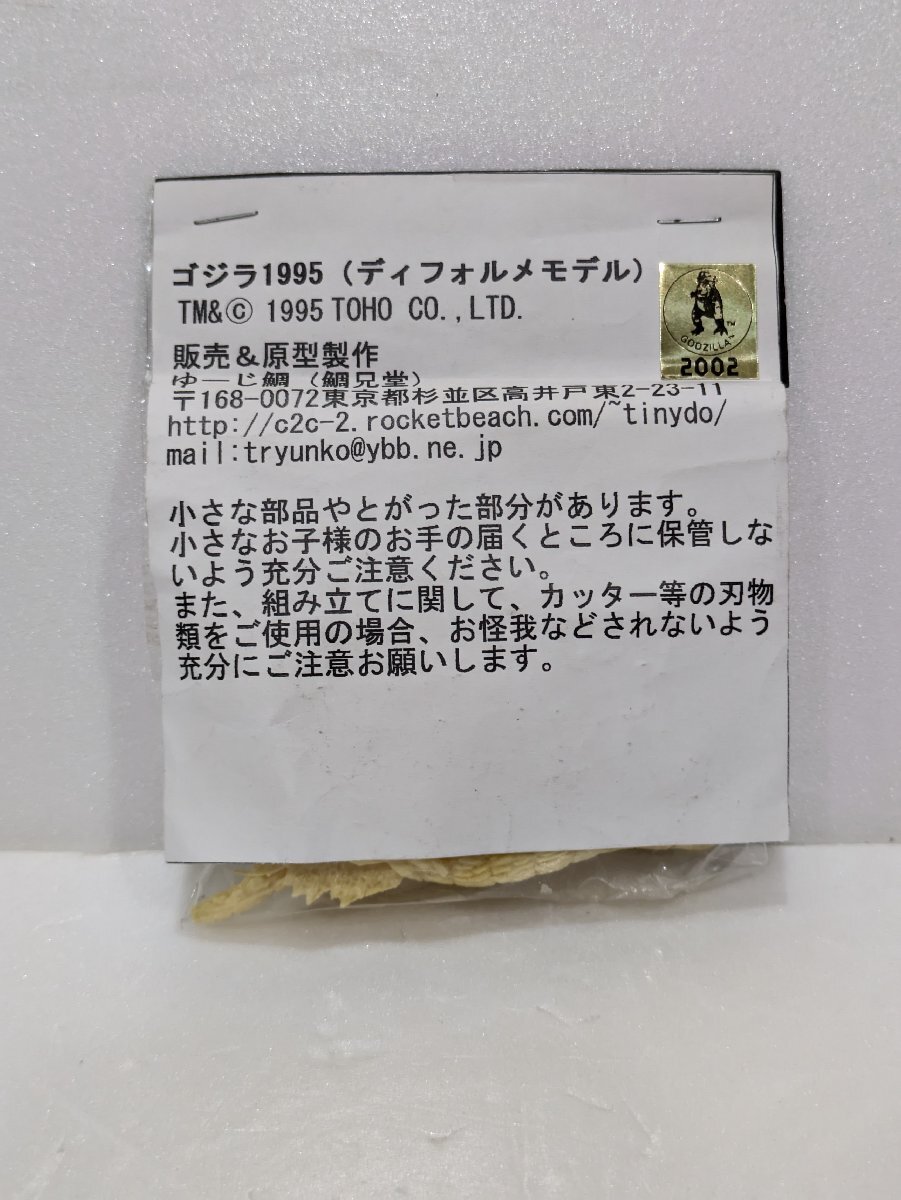 ゴジラ1995(ディフォルメモデル)
TM&© 1995 TOHO CO.,LTD.
GODZILLA™
2002
販売&原型製作
ゆーじ鯛(鯛兄堂)
〒168-0072東京都杉並区高井戸東2-23-11
http://c2c-2.rocketbeach.com/~tinydo/
mail:tryunko@ybb.ne.jp
小さな部品やとがった部分があります。
小さなお子様のお手の届くところに保管しな
いよう充分ご注意ください。
また、組み立てに関して、カッター等の刃物
類をご使用の場合、お怪我などされないよう
充分にご注意お願いします。